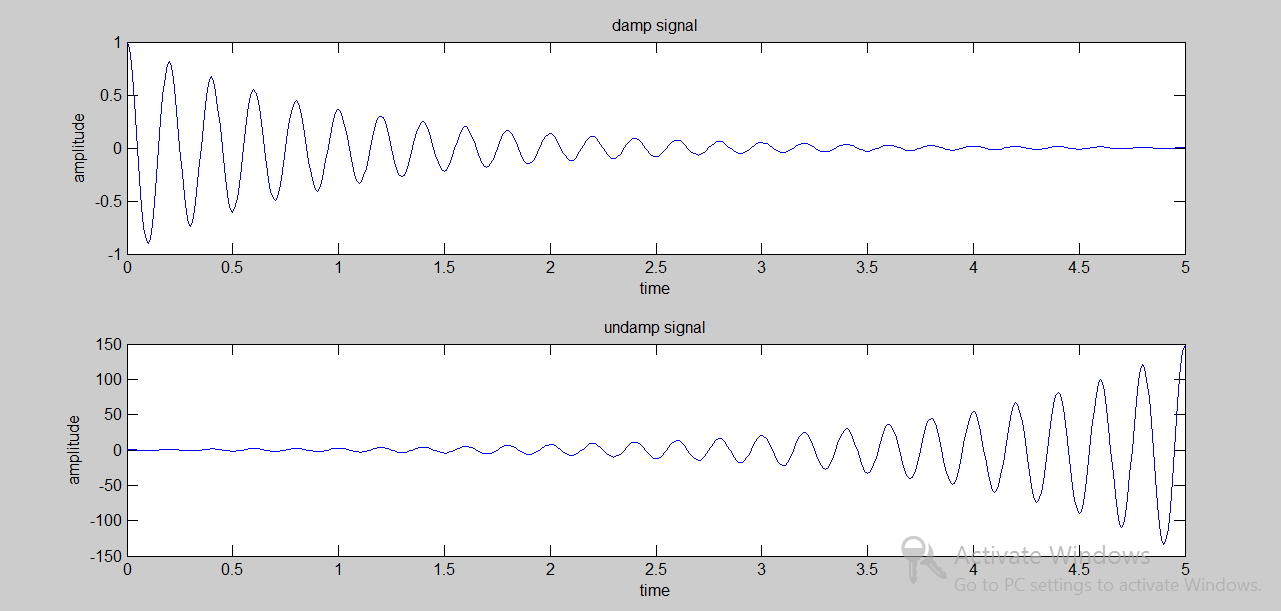 damp signal
1
0.5
0
-0.5
-1
amplitude
0 0.5 1 1.5 2 2.5 3 3.5 4 4.5 5
time
undamp signal
150
100
50
0
-50
-100
-150
amplitude
0 0.5 1 1.5 2 2.5 3 3.5 4 4.5 5
time
Activate Windows
Go to PC settings to activate Windows.